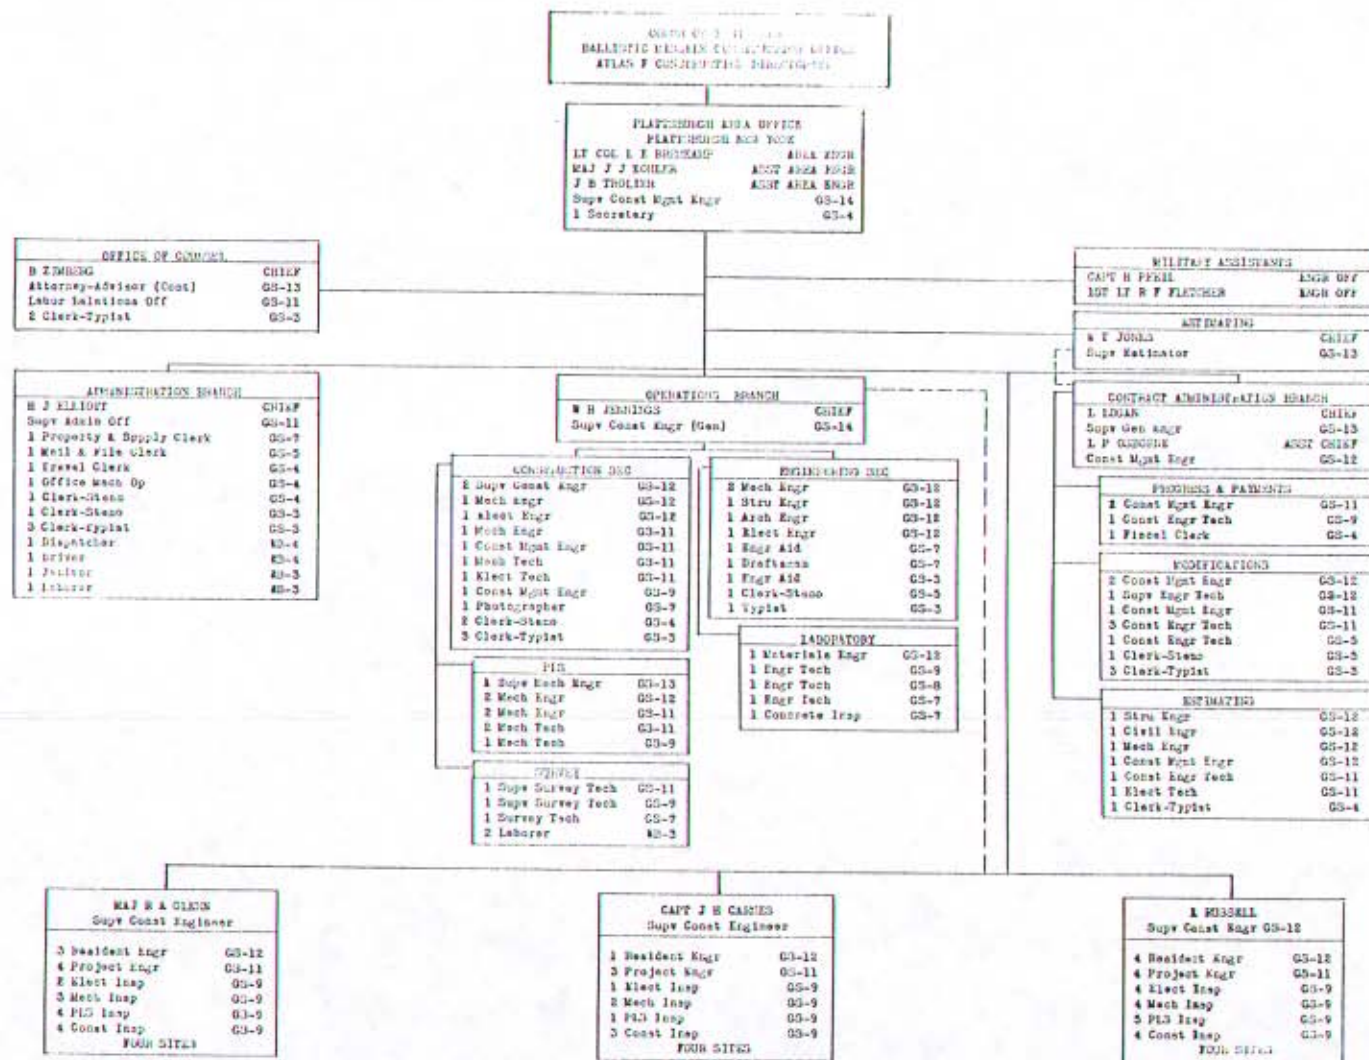 BALLISTIC MISSILE CONSTRUCTION OFFICE
ATLAS F CONSTRUCTION DIRECTORATE
PLATTSBURGH AREA OFFICE
PLATTSBURGH NEW YORK
LT COL AREA ENGR
MAJ J J KOHLER ASST AREA ENGR
J B ASST AREA ENGR
Supv Const Mgmt Engr GS-14
1 Secretary GS-4
OFFICE OF COUNSEL
CHIEF
Attorney-Advisor GS-13
Labor Relations Off GS-11
2 Clerk-Typist GS-3
MILITARY ASSISTANTS
CAPT H PFEIL ENGR OFF
1ST LT R F FLETCHER ENGR OFF
JONES CHIEF
Supv Estimator GS-13
ADMINISTRATION BRANCH
H J ELLIOTT CHIEF
Supv Admin Off GS-11
1 Property & Supply Clerk GS-7
1 Mail & File Clerk GS-5
1 Travel Clerk GS-4
1 Office Mach Op GS-4
1 Clerk-Steno GS-4
1 Clerk-Steno GS-3
3 Clerk-Typist GS-3
1 Dispatcher
1 Driver
1 Janitor
1 Laborer
OPERATIONS BRANCH
W H JENNINGS CHIEF
Supv Const Engr (Gen) GS-14
CONTRACT ADMINISTRATION BRANCH
CHIEF
Supv Gen Engr GS-13
L P OSBORNE ASST CHIEF
Const Mgmt Engr GS-12
CONSTRUCTION SEC
2 Supv Const Engr GS-12
1 Mech Engr GS-12
1 Elect Engr GS-12
1 Mech Engr GS-11
1 Const Mgmt Engr GS-11
1 Mech Tech GS-11
1 Elect Tech GS-11
1 Const Mgmt Engr GS-9
1 Photographer
2 Clerk-Steno GS-4
3 Clerk-Typist GS-3
ENGINEERING SEC
2 Mech Engr GS-12
1 Stru Engr GS-12
1 Arch Engr GS-12
1 Elect Engr GS-12
1 Engr Aid GS-7
1 Draftsman GS-7
1 Engr Aid
1 Clerk-Steno
1 Typist GS-3
PROGRESS & PAYMENTS
2 Const Mgmt Engr GS-11
1 Const Engr Tech GS-9
1 Fiscal Clerk GS-4
MODIFICATIONS
2 Const Mgmt Engr GS-12
1 Supv Engr Tech GS-12
1 Const Mgmt Engr GS-11
3 Const Engr Tech GS-11
1 Const Engr Tech
1 Clerk-Steno
3 Clerk-Typist GS-3
LABORATORY
1 Materials Engr GS-12
1 Engr Tech GS-9
1 Engr Tech GS-8
1 Engr Tech GS-7
1 Concrete Insp GS-7
Supv Mech Engr GS-13
2 Mech Engr GS-12
2 Mech Engr GS-11
2 Mech Tech GS-11
1 Mech Tech GS-9
ESTIMATING
1 Stru Engr GS-12
1 Civil Engr GS-12
1 Mech Engr GS-12
1 Const Mgmt Engr GS-12
1 Const Engr Tech GS-11
1 Elect Tech GS-11
1 Clerk-Typist GS-4
SURVEY
1 Supv Survey Tech GS-11
1 Supv Survey Tech GS-9
1 Survey Tech GS-7
2 Laborer
MAJ R A GLENN
Supv Const Engineer
3 Resident Engr GS-12
4 Project Engr GS-11
2 Elect Insp GS-9
3 Mech Insp GS-9
4 PLS Insp GS-9
4 Const Insp GS-9
FOUR SITES
CAPT J H
Supv Const Engineer
1 Resident Engr GS-12
3 Project Engr GS-11
1 Elect Insp GS-9
2 Mech Insp GS-9
1 PLS Insp GS-9
3 Const Insp GS-9
FOUR SITES
RUSSELL
Supv Const Engr GS-12
4 Resident Engr GS-12
4 Project Engr GS-11
4 Elect Insp GS-9
4 Mech Insp GS-9
5 PLS Insp GS-9
4 Const Insp GS-9
FOUR SITES